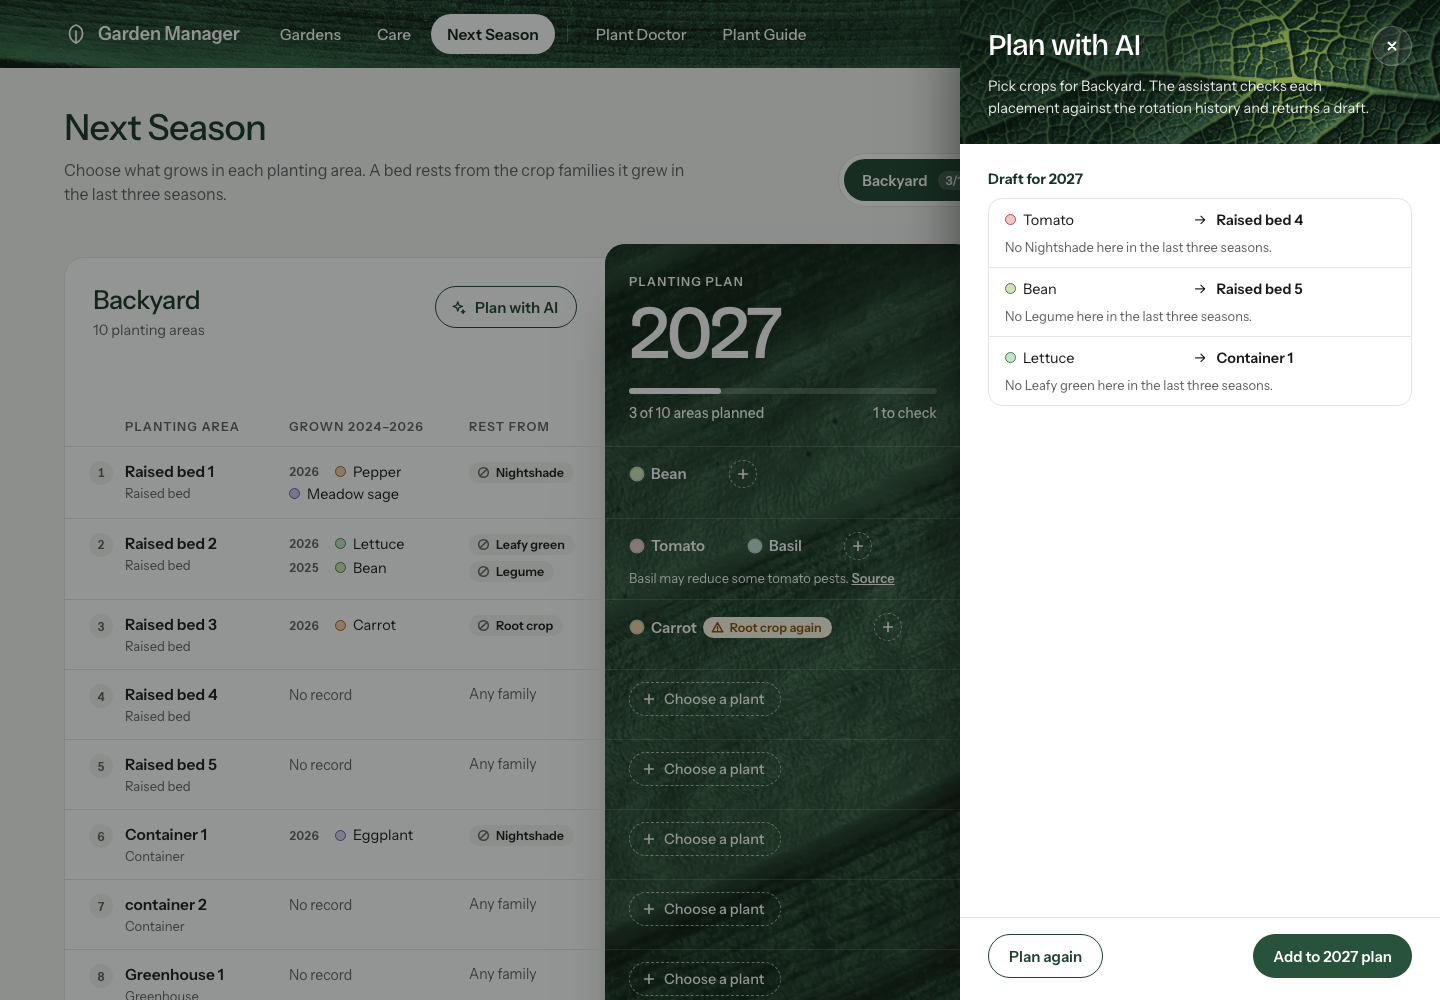 Garden Manager
Gardens
Care
Next Season
Plant Doctor
Plant Guide
Next Season
Choose what grows in each planting area. A bed rests from the crop families it grew in
the last three seasons.
Backyard
Backyard
10 planting areas
Plan with AI
PLANTING PLAN
2027
3 of 10 areas planned
1 to check
PLANTING AREA
GROWN 2024–2026
REST FROM
1
Raised bed 1
Raised bed
2026 Pepper
Meadow sage
Nightshade
Bean
2
Raised bed 2
Raised bed
2026 Lettuce
2025 Bean
Leafy green
Legume
Tomato
Basil
Basil may reduce some tomato pests. Source
3
Raised bed 3
Raised bed
2026 Carrot
Root crop
Carrot
Root crop again
4
Raised bed 4
Raised bed
No record
Any family
Choose a plant
5
Raised bed 5
Raised bed
No record
Any family
Choose a plant
6
Container 1
Container
2026 Eggplant
Nightshade
Choose a plant
7
container 2
Container
No record
Any family
Choose a plant
8
Greenhouse 1
Greenhouse
No record
Any family
Choose a plant
Plan with AI
Pick crops for Backyard. The assistant checks each
placement against the rotation history and returns a draft.
Draft for 2027
Tomato → Raised bed 4
No Nightshade here in the last three seasons.
Bean → Raised bed 5
No Legume here in the last three seasons.
Lettuce → Container 1
No Leafy green here in the last three seasons.
Plan again
Add to 2027 plan